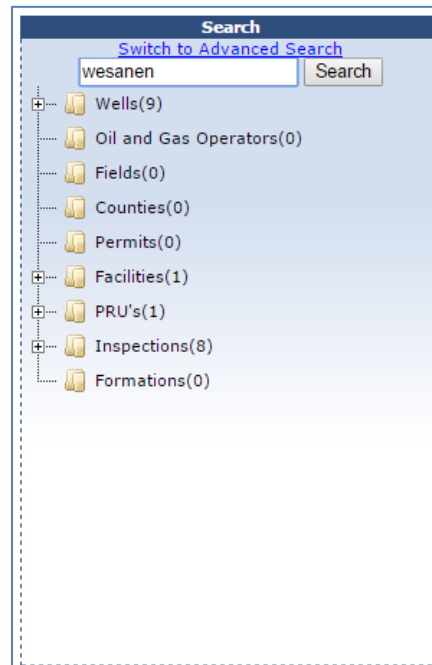 Search
Switch to Advanced Search
wesanen Search
Wells(9)
Oil and Gas Operators(0)
Fields(0)
Counties(0)
Permits(0)
Facilities(1)
PRU's(1)
Inspections(8)
Formations(0)